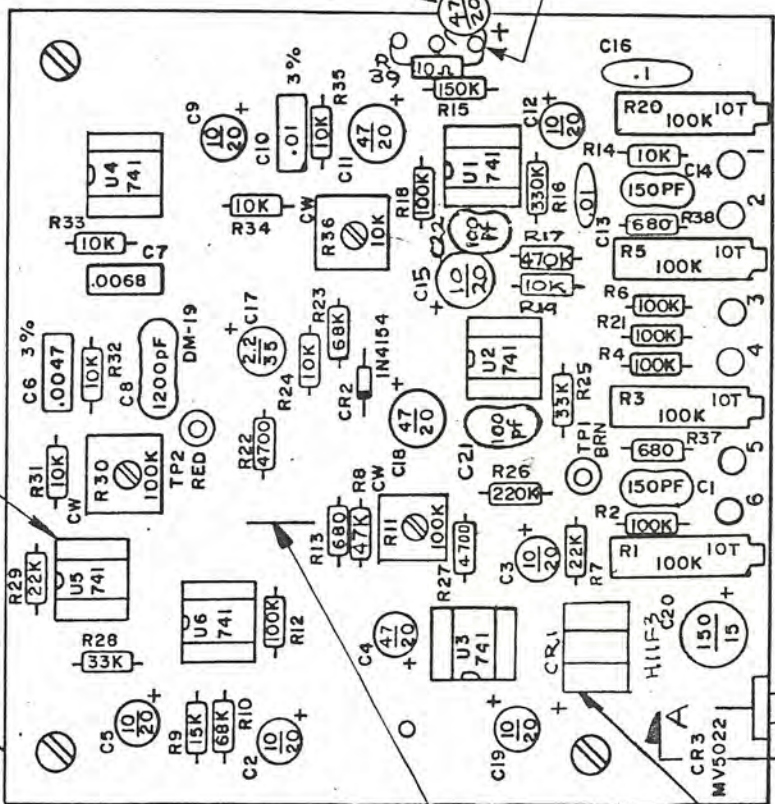 47
20
+
C16
.1
R39
10Ω
150K
R15
3%
R35
C9
10
20
+
C10
.01
10K
C11
47
20
+
C12
10
20
+
R20 10T
100K
U4
741
U1
741
R14
10K
C14
1
150PF
2
R18
100K
330K
R16
.01
C13
680
R38
10K
R34
CW
R36
10K
C22
100
pf
R17
470K
10K
R19
R5 10T
100K
R33
10K
C7
.0068
C15
10
20
+
R6
100K
3
R21
100K
R4
100K
4
C17
2.2
35
+
R23
68K
3%
C6
.0047
10K
R32
C8
1200pF
DM-19
R24
10K
CR2
1N4154
U2
741
33K
R25
R3 10T
100K
C18
47
20
+
C21
100
pf
TP1
BRN
680
R37
5
R31
10K
CW
R30
100K
TP2
RED
R22
4700
R26
220K
150PF
C1
6
R2
100K
R13
680
R8
47K
CW
R11
100K
R27
4700
C3
10
20
+
22K
R7
R1 10T
100K
R29
22K
U5
741
U6
741
100K
R12
C4
47
20
+
U3
741
CR1
H11F3
C20
150
15
+
R28
33K
C5
10
20
+
R9
15K
68K
R10
C2
10
20
+
C19
10
20
+
+
A
CR3
MV5022